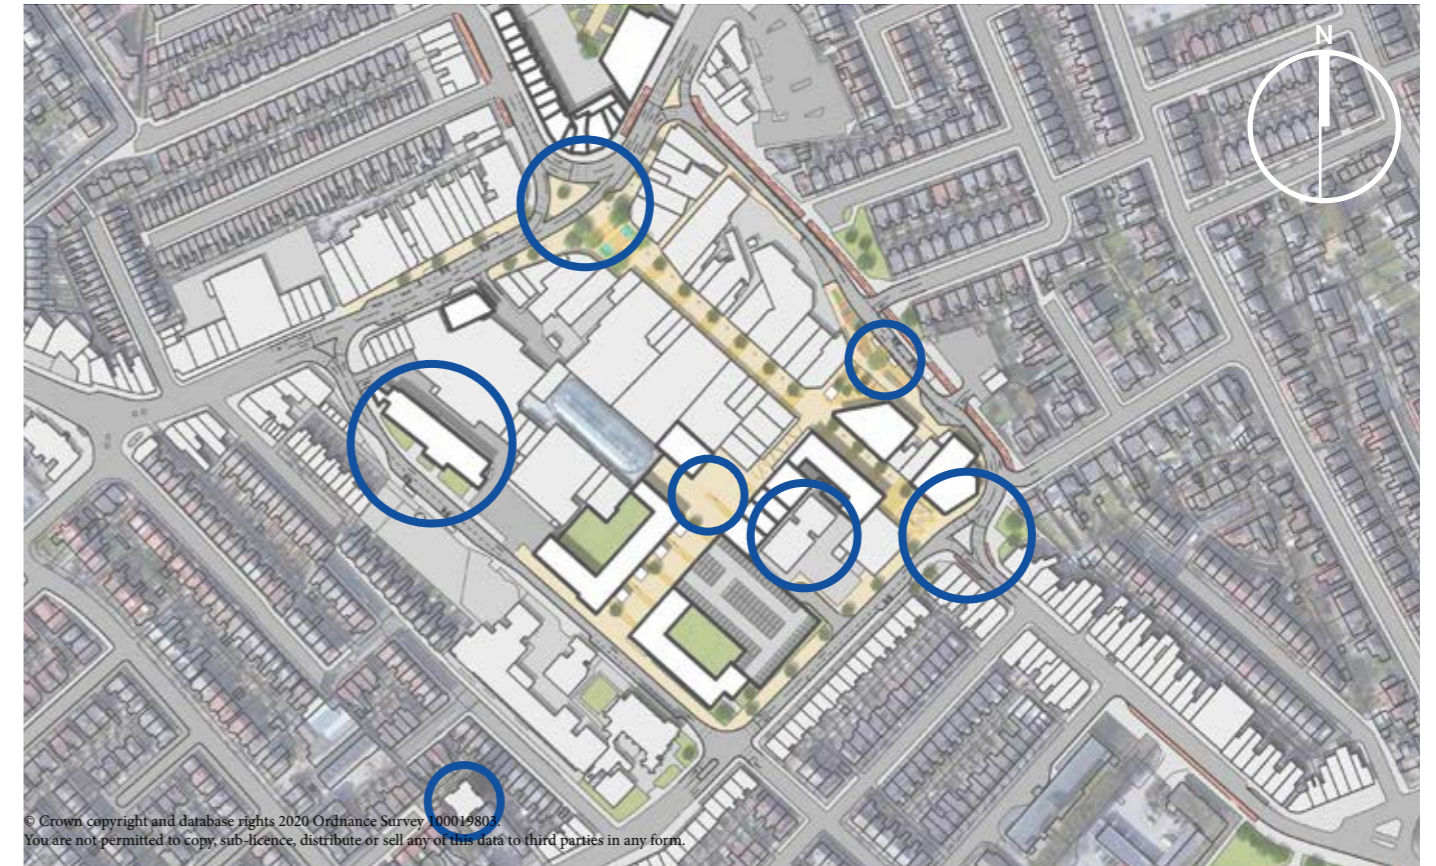 N
© Crown copyright and database rights 2020 Ordnance Survey 100019803.
You are not permitted to copy, sub-licence, distribute or sell any of this data to third parties in any form.